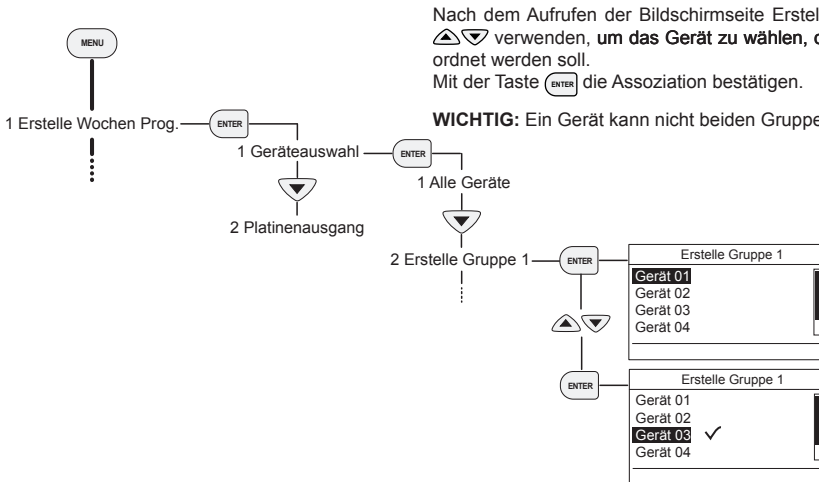 Nach dem Aufrufen der Bildschirmseite Erstel
verwenden, um das Gerät zu wählen, d
ordnet werden soll.
Mit der Taste ENTER die Assoziation bestätigen.
WICHTIG: Ein Gerät kann nicht beiden Gruppe
MENU
1 Erstelle Wochen Prog. ENTER
1 Geräteauswahl ENTER
1 Alle Geräte
2 Platinenausgang
2 Erstelle Gruppe 1 ENTER
Erstelle Gruppe 1
Gerät 01
Gerät 02
Gerät 03
Gerät 04
ENTER
Erstelle Gruppe 1
Gerät 01
Gerät 02
Gerät 03 ✓
Gerät 04